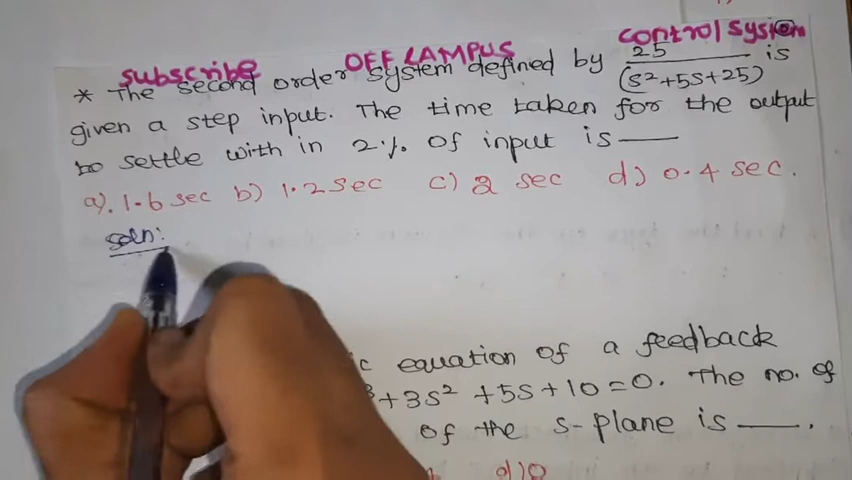 subscribe OFF CAMPUS control system
* The second order system defined by 25/(s²+5s+25) is
given a step input. The time taken for the output
to settle with in 2% of input is ___
a). 1.6 sec b) 1.2 sec c) 2 sec d) 0.4 sec.
Soln:
equation of a feedback
+3s² +5s+10=0. The no. of
of the s-plane is ___.
d) 0